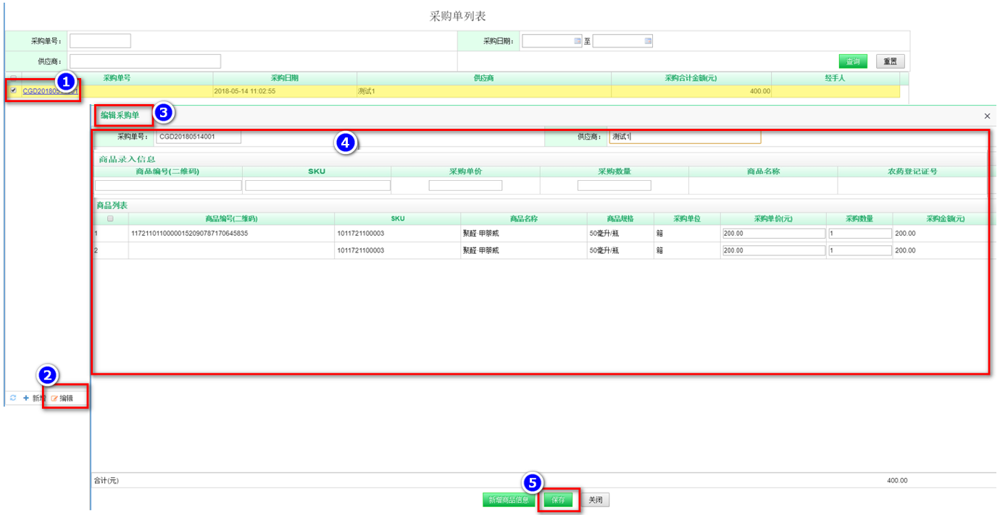 采购单列表
采购单号： 采购日期： 至
供应商： 查询 重置
采购单号 采购日期 供应商 采购合计金额(元) 经手人
1
2018-05-14 11:02:55 测试1 400.00
编辑采购单 3 ×
采购单号： CGD20180514001 4 供应商： 测试1
商品录入信息
商品编号(二维码) SKU 采购单价 采购数量 商品名称 农药登记证号
商品列表
商品编号(二维码) SKU 商品名称 商品规格 采购单位 采购单价(元) 采购数量 采购金额(元)
1 11721101100000152090787170645835 1011721100003 聚醛·甲萘威 50毫升/瓶 箱 200.00 1 200.00
2 1011721100003 聚醛·甲萘威 50毫升/瓶 箱 200.00 1 200.00
2
新增 编辑
合计(元) 400.00
5
新增商品信息 保存 关闭